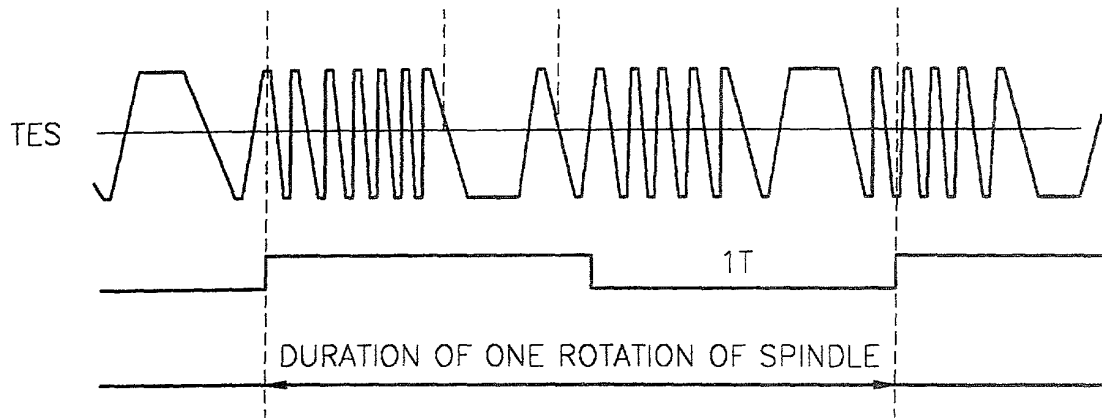 TES
1T
DURATION OF ONE ROTATION OF SPINDLE